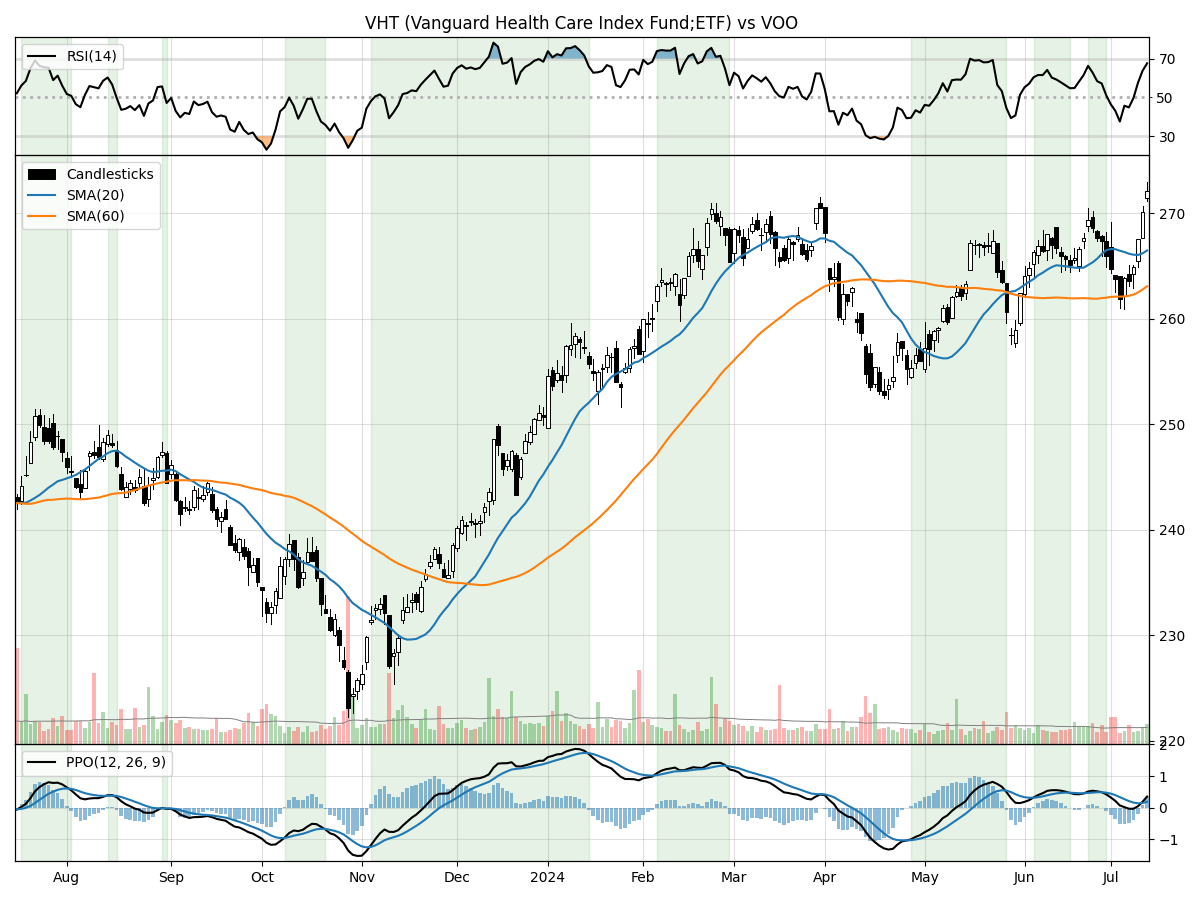 VHT (Vanguard Health Care Index Fund;ETF) vs VOO
RSI(14)
70
50
30
Candlesticks
SMA(20)
SMA(60)
270
260
250
240
230
220
PPO(12, 26, 9)
2
1
0
−1
Aug Sep Oct Nov Dec 2024 Feb Mar Apr May Jun Jul